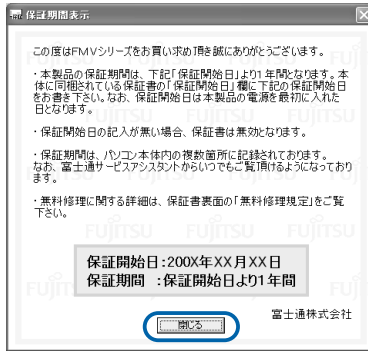 保証期間表示
この度はFMVシリーズをお買い求め頂き誠にありがとうございます。
・本製品の保証期間は、下記「保証開始日」より1年間となります。本
体に同梱されている保証書の「保証開始日」欄に下記の保証開始日
をお書き下さい。なお、保証開始日は本製品の電源を最初に入れた
日となります。
・保証開始日の記入が無い場合、保証書は無効となります。
・保証期間は、パソコン本体内の複数箇所に記録されております。
なお、富士通サービスアシスタントからいつでもご覧頂けるようになっており
ます。
・無料修理に関する詳細は、保証書裏面の「無料修理規定」をご覧
下さい。
保証開始日:200X年XX月XX日
保証期間 :保証開始日より1年間
富士通株式会社
閉じる